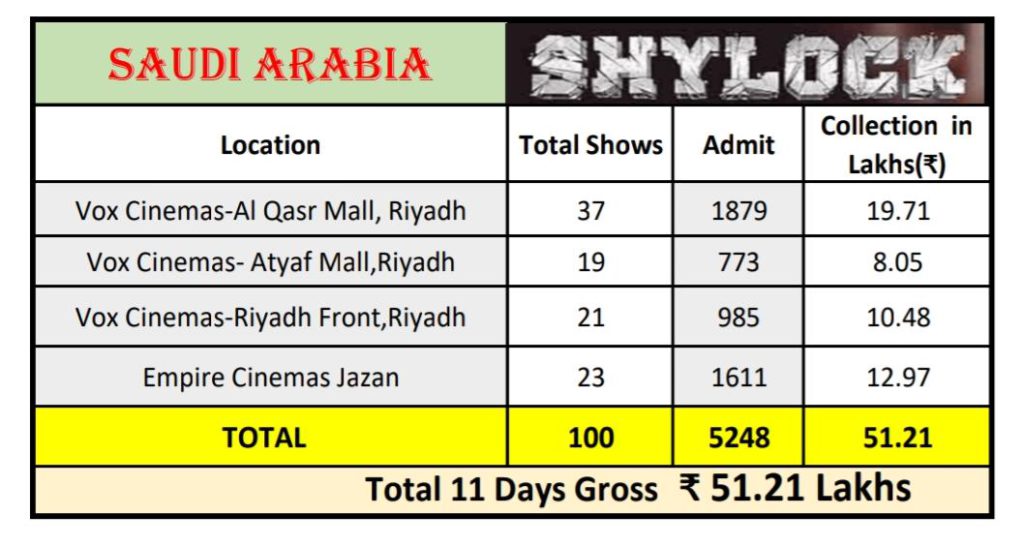 SAUDI ARABIA SHYLOCK
Location Total Shows Admit Collection in Lakhs(₹)
Vox Cinemas-Al Qasr Mall, Riyadh 37 1879 19.71
Vox Cinemas- Atyaf Mall,Riyadh 19 773 8.05
Vox Cinemas-Riyadh Front,Riyadh 21 985 10.48
Empire Cinemas Jazan 23 1611 12.97
TOTAL 100 5248 51.21
Total 11 Days Gross ₹ 51.21 Lakhs